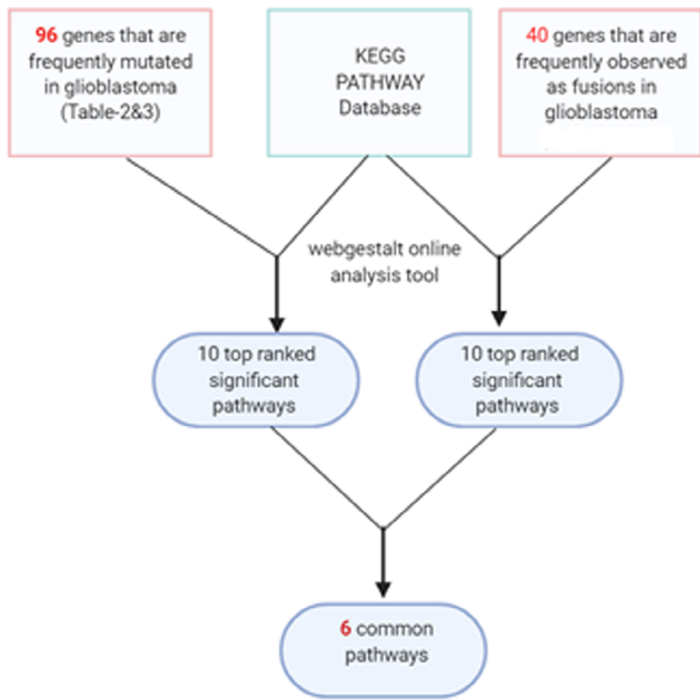 96 genes that are
frequently mutated
in glioblastoma
(Table-2&3)
KEGG
PATHWAY
Database
40 genes that are
frequently observed
as fusions in
glioblastoma
webgestalt online
analysis tool
10 top ranked
significant
pathways
10 top ranked
significant
pathways
6 common
pathways